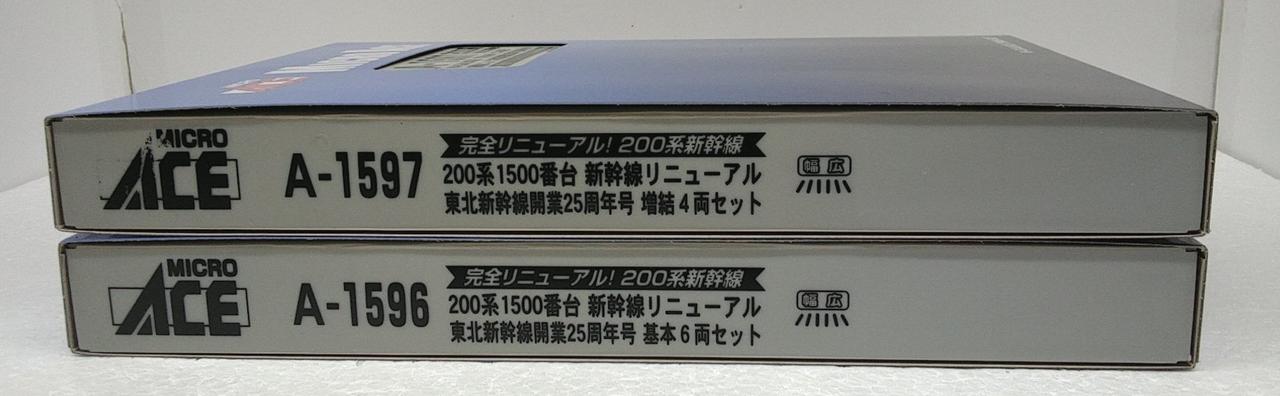 MICRO
ACE
A-1597
完全リニューアル! 200系新幹線
200系1500番台 新幹線リニューアル
東北新幹線開業25周年号 増結4両セット
幅広
MICRO
ACE
A-1596
完全リニューアル! 200系新幹線
200系1500番台 新幹線リニューアル
東北新幹線開業25周年号 基本6両セット
幅広